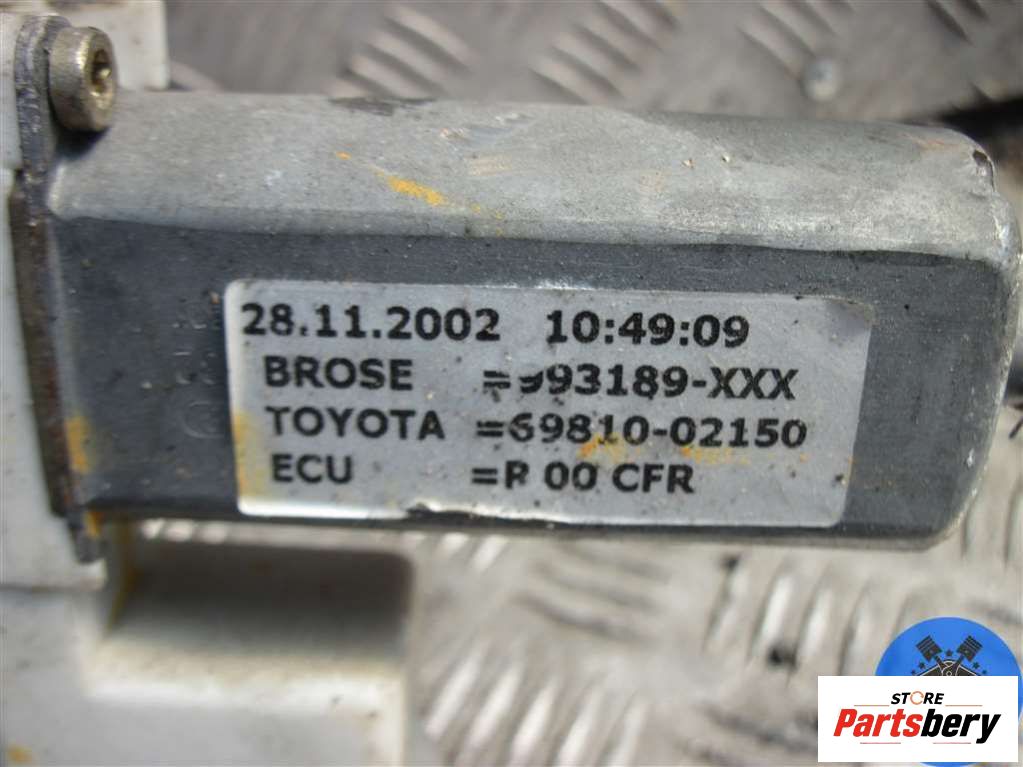 28.11.2002 10:49:09
BROSE =993189-XXX
TOYOTA =69810-02150
ECU =R 00 CFR
STORE
Partsbery